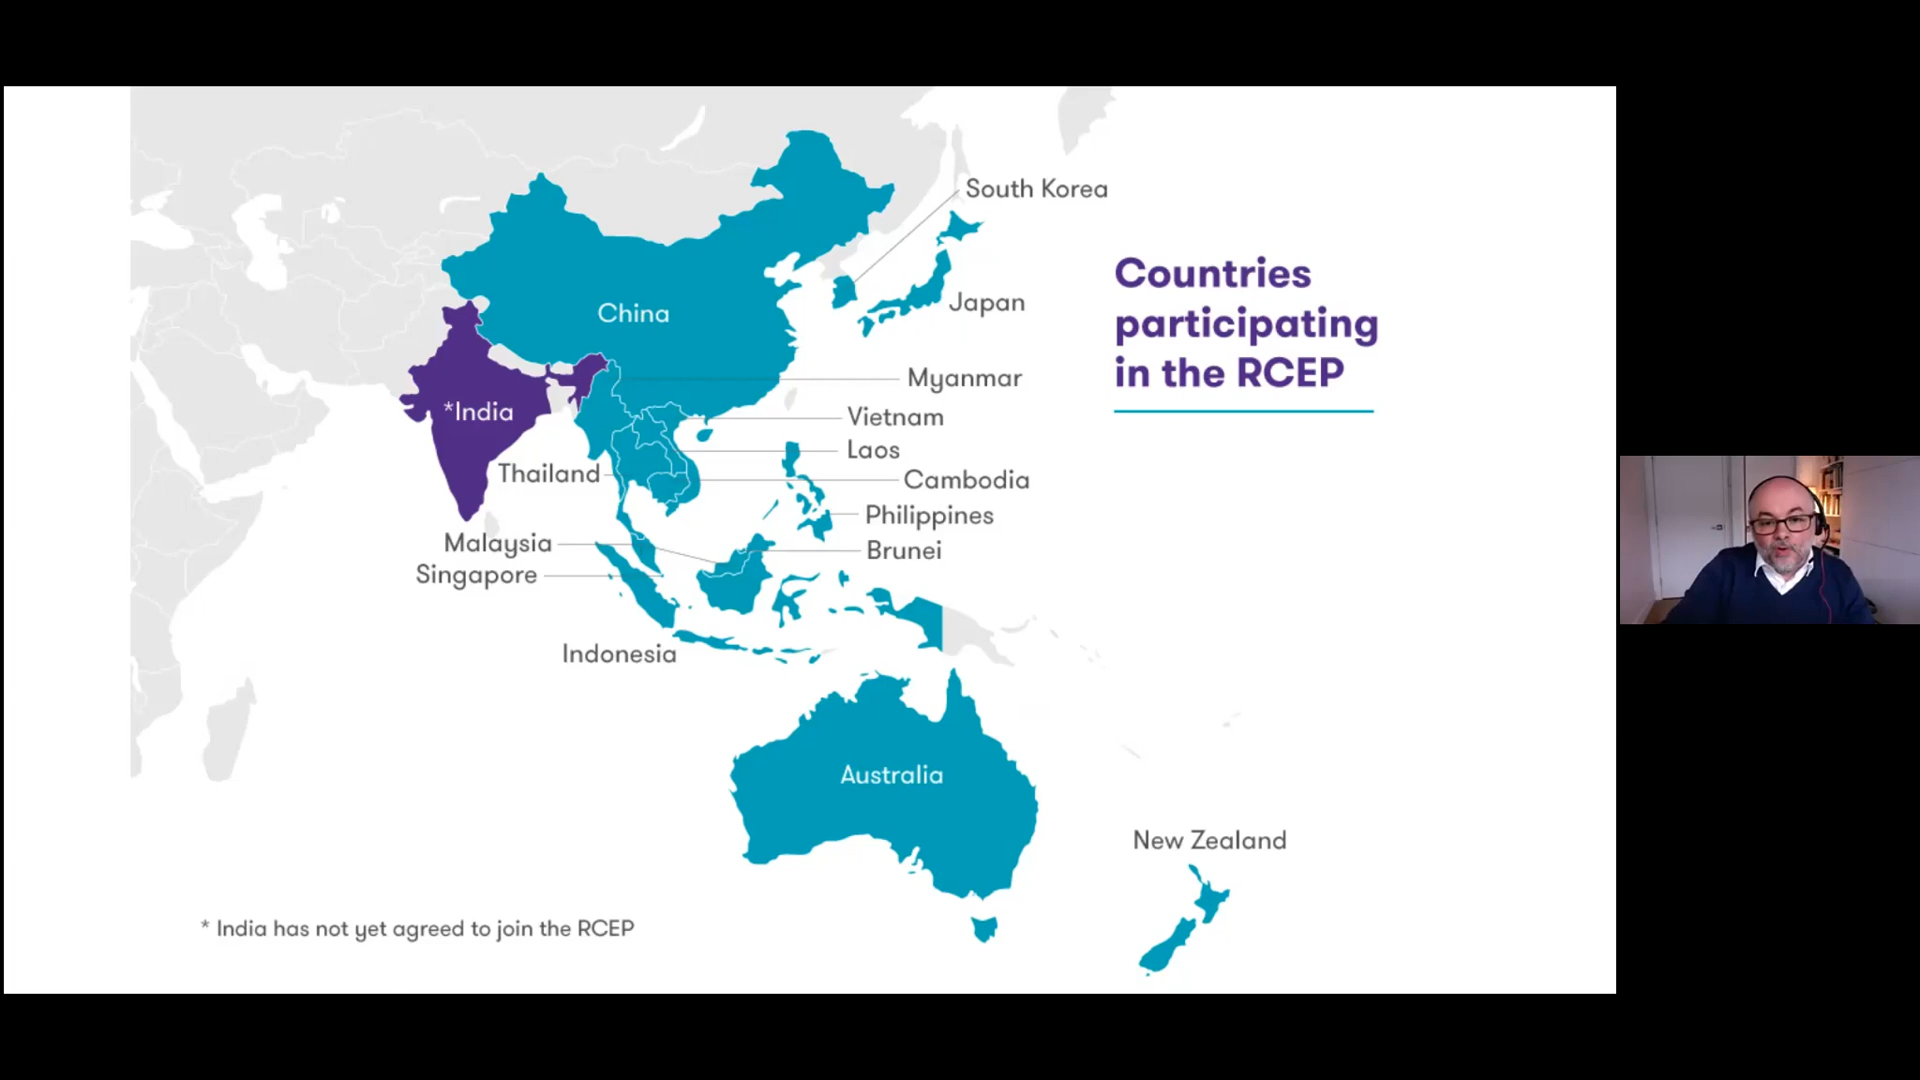 South Korea
Countries
participating
in the RCEP
Japan
China
Myanmar
*India
Vietnam
Laos
Thailand
Cambodia
Philippines
Malaysia
Brunei
Singapore
Indonesia
Australia
New Zealand
* India has not yet agreed to join the RCEP